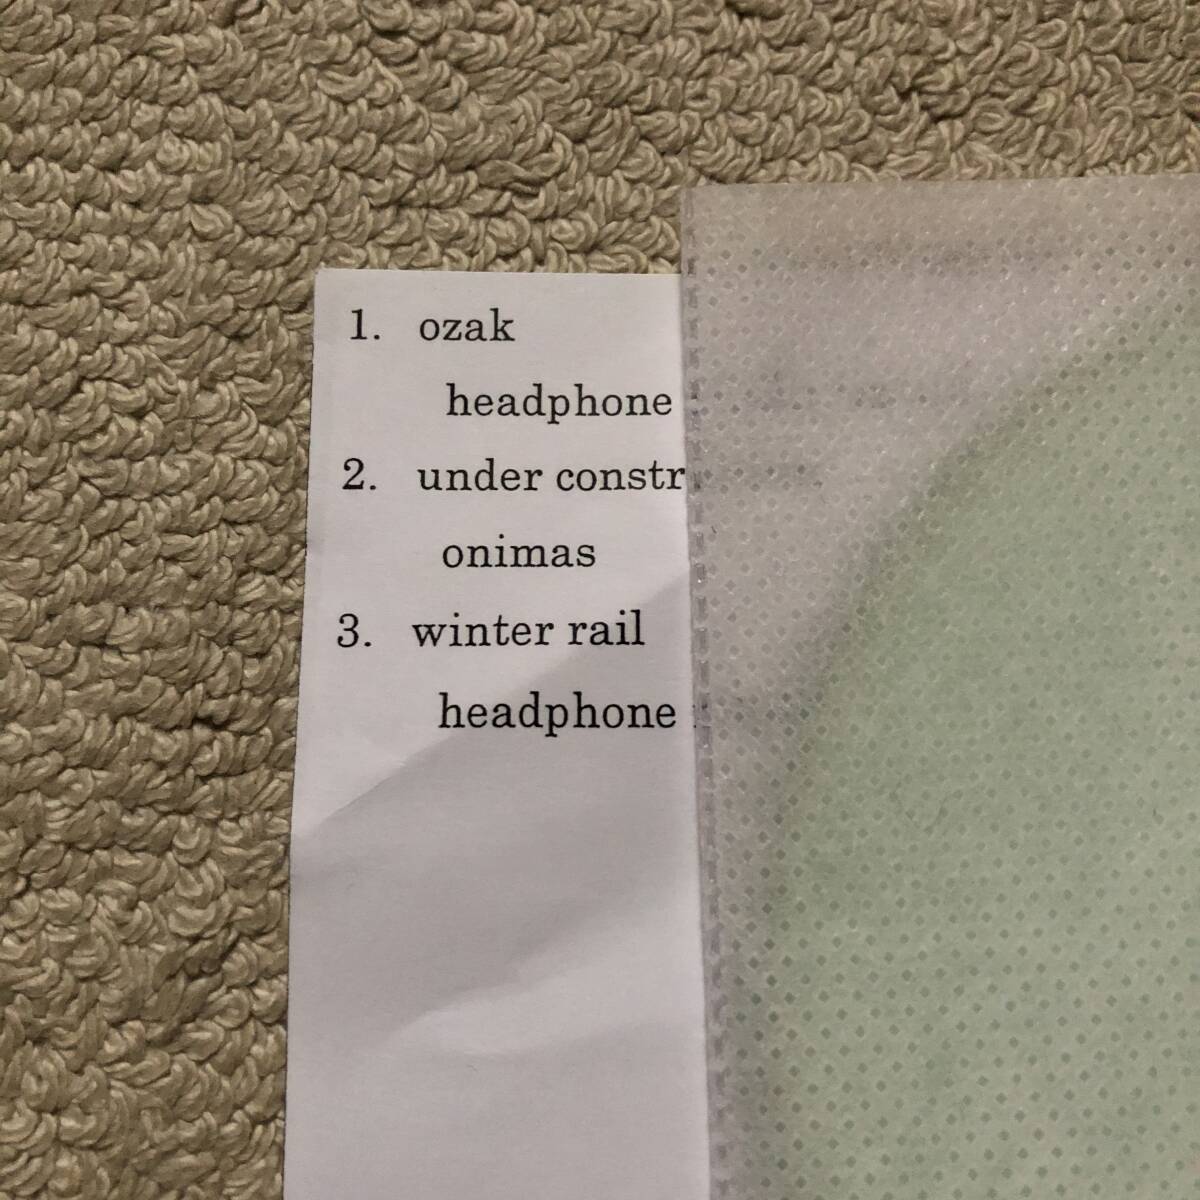 1. ozak
headphone
2. under constr
onimas
3. winter rail
headphone